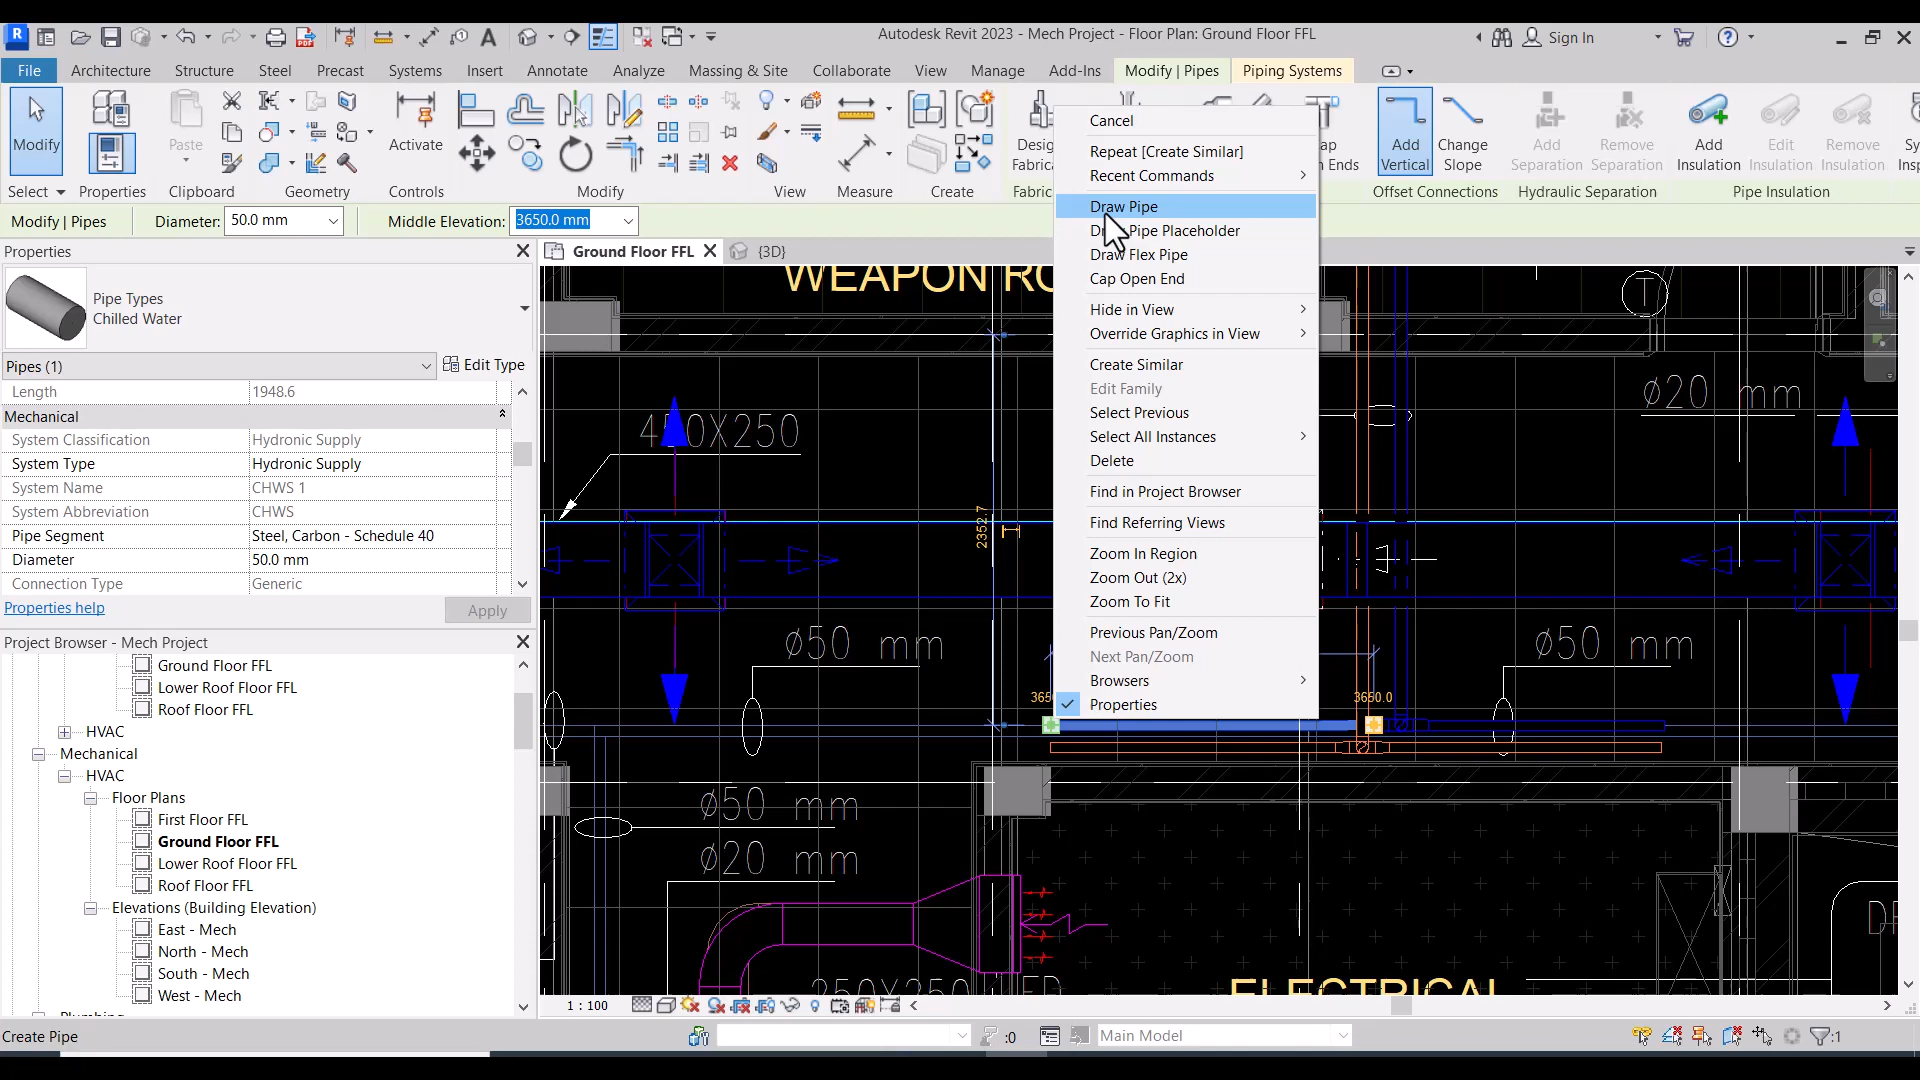 Autodesk Revit 2023 - Mech Project - Floor Plan: Ground Floor FFL
Sign In
File
Architecture
Structure
Steel
Precast
Systems
Insert
Annotate
Analyze
Massing & Site
Collaborate
View
Manage
Add-Ins
Modify | Pipes
Piping Systems
Modify
Paste
Activate
Add Vertical
Change Slope
Add Separation
Remove Separation
Add Insulation
Edit Insulation
Remove Insulation
Select
Properties
Clipboard
Geometry
Controls
Modify
View
Measure
Create
Offset Connections
Hydraulic Separation
Pipe Insulation
Modify | Pipes
Diameter:
50.0 mm
Middle Elevation:
3650.0 mm
Properties
Pipe Types
Chilled Water
Pipes (1)
Edit Type
Length
1948.6
Mechanical
System Classification
Hydronic Supply
System Type
Hydronic Supply
System Name
CHWS 1
System Abbreviation
CHWS
Pipe Segment
Steel, Carbon - Schedule 40
Diameter
50.0 mm
Connection Type
Generic
Properties help
Apply
Project Browser - Mech Project
Ground Floor FFL
Lower Roof Floor FFL
Roof Floor FFL
HVAC
Mechanical
HVAC
Floor Plans
First Floor FFL
Ground Floor FFL
Lower Roof Floor FFL
Roof Floor FFL
Elevations (Building Elevation)
East - Mech
North - Mech
South - Mech
West - Mech
Create Pipe
Ground Floor FFL
{3D}
Cancel
Repeat [Create Similar]
Recent Commands
Draw Pipe
Pipe Placeholder
Draw Flex Pipe
Cap Open End
Hide in View
Override Graphics in View
Create Similar
Edit Family
Select Previous
Select All Instances
Delete
Find in Project Browser
Find Referring Views
Zoom In Region
Zoom Out (2x)
Zoom To Fit
Previous Pan/Zoom
Next Pan/Zoom
Browsers
Properties
WEAPON
450X250
T
ø20 mm
2352.7
ø50 mm
ø50 mm
3650.0
ø50 mm
ø20 mm
ELECTRICAL
1 : 100
:0
Main Model
:1